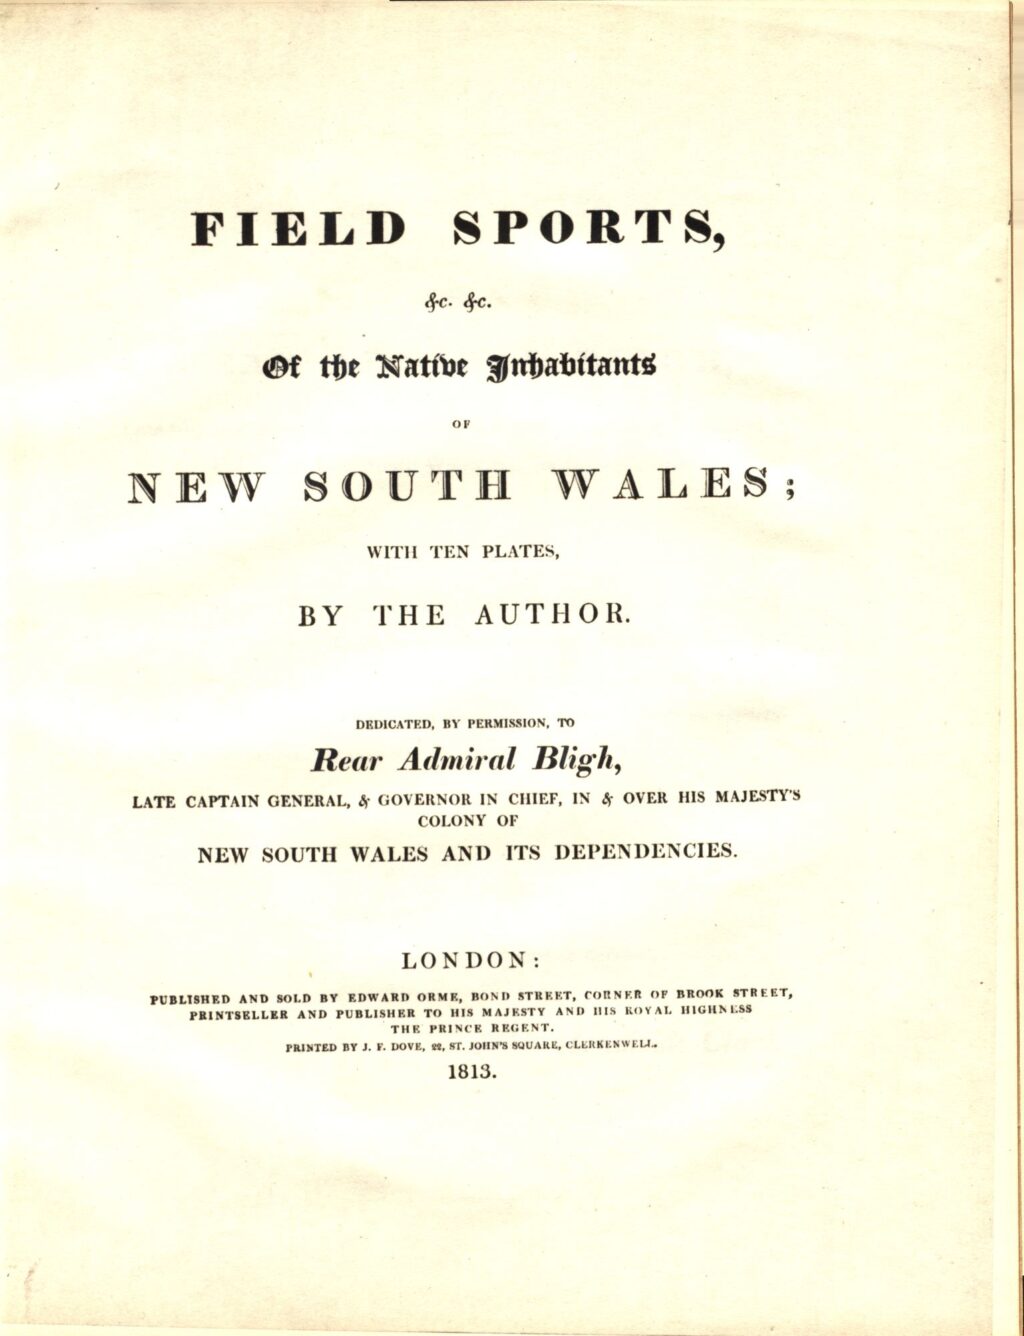 FIELD SPORTS,
&c. &c.
Of the Native Inhabitants
OF
NEW SOUTH WALES;
WITH TEN PLATES,
BY THE AUTHOR.
DEDICATED, BY PERMISSION, TO
Rear Admiral Bligh,
LATE CAPTAIN GENERAL, & GOVERNOR IN CHIEF, IN & OVER HIS MAJESTY'S
COLONY OF
NEW SOUTH WALES AND ITS DEPENDENCIES.
LONDON:
PUBLISHED AND SOLD BY EDWARD ORME, BOND STREET, CORNER OF BROOK STREET,
PRINTSELLER AND PUBLISHER TO HIS MAJESTY AND HIS ROYAL HIGHNESS
THE PRINCE REGENT.
PRINTED BY J. F. DOVE, 22, ST. JOHN'S SQUARE, CLERKENWELL.
1813.